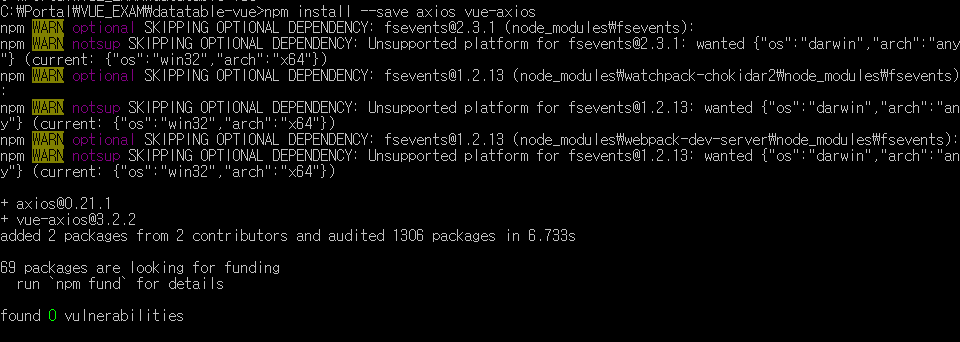 C:₩Portal₩VUE_EXAM₩datatable-vue>npm install --save axios vue-axios
npm WARN optional SKIPPING OPTIONAL DEPENDENCY: fsevents@2.3.1 (node_modules₩fsevents):
npm WARN notsup SKIPPING OPTIONAL DEPENDENCY: Unsupported platform for fsevents@2.3.1: wanted {"os":"darwin","arch":"an
y"} (current: {"os":"win32","arch":"x64"})
npm WARN optional SKIPPING OPTIONAL DEPENDENCY: fsevents@1.2.13 (node_modules₩watchpack-chokidar2₩node_modules₩fsevents)
:
npm WARN notsup SKIPPING OPTIONAL DEPENDENCY: Unsupported platform for fsevents@1.2.13: wanted {"os":"darwin","arch":"an
y"} (current: {"os":"win32","arch":"x64"})
npm WARN optional SKIPPING OPTIONAL DEPENDENCY: fsevents@1.2.13 (node_modules₩webpack-dev-server₩node_modules₩fsevents):
npm WARN notsup SKIPPING OPTIONAL DEPENDENCY: Unsupported platform for fsevents@1.2.13: wanted {"os":"darwin","arch":"an
y"} (current: {"os":"win32","arch":"x64"})
+ axios@0.21.1
+ vue-axios@3.2.2
added 2 packages from 2 contributors and audited 1306 packages in 6.733s
69 packages are looking for funding
run `npm fund` for details
found 0 vulnerabilities